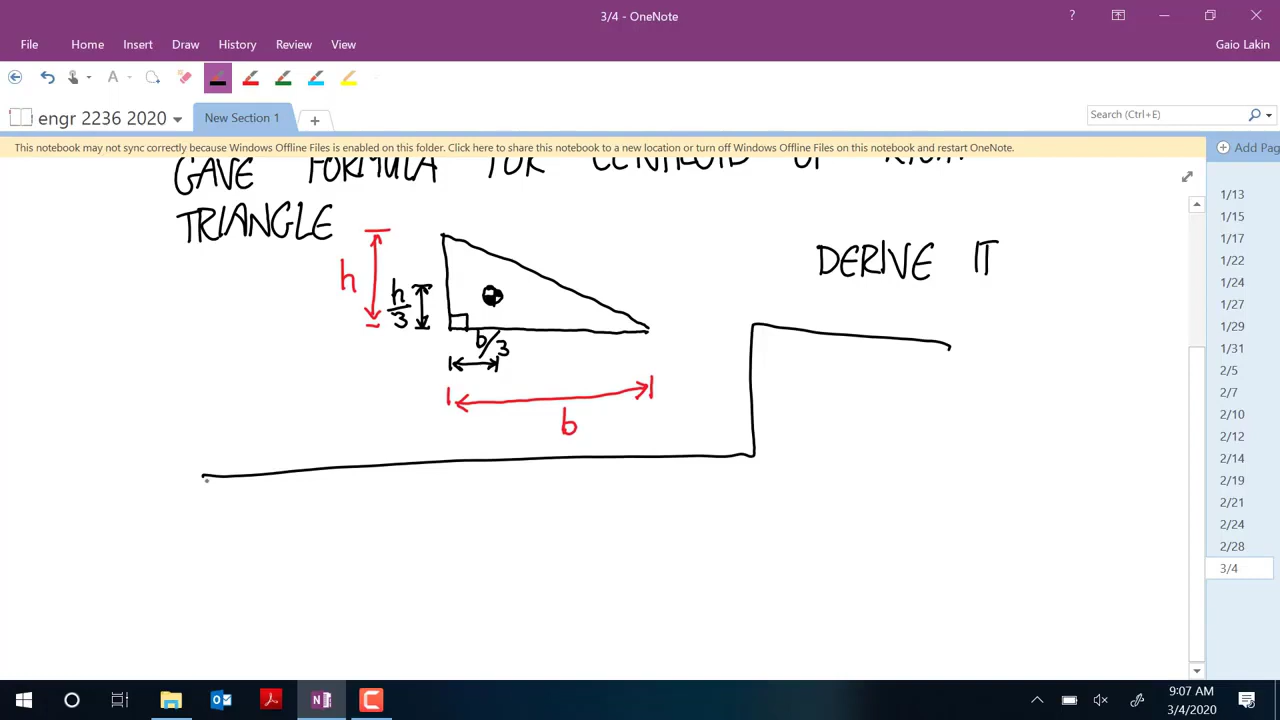 3/4 - OneNote
?
File Home Insert Draw History Review View
Gaio Lakin
A
engr 2236 2020
New Section 1
Search (Ctrl+E)
This notebook may not sync correctly because Windows Offline Files is enabled on this folder. Click here to share this notebook to a new location or turn off Windows Offline Files on this notebook and restart OneNote.
Add Pag
GAVE FORMULA FOR CENTROID OF RIGHT
TRIANGLE
DERIVE IT
h
h/3
b/3
b
1/13
1/15
1/17
1/22
1/24
1/27
1/29
1/31
2/5
2/7
2/10
2/12
2/14
2/19
2/21
2/24
2/28
3/4
9:07 AM
3/4/2020